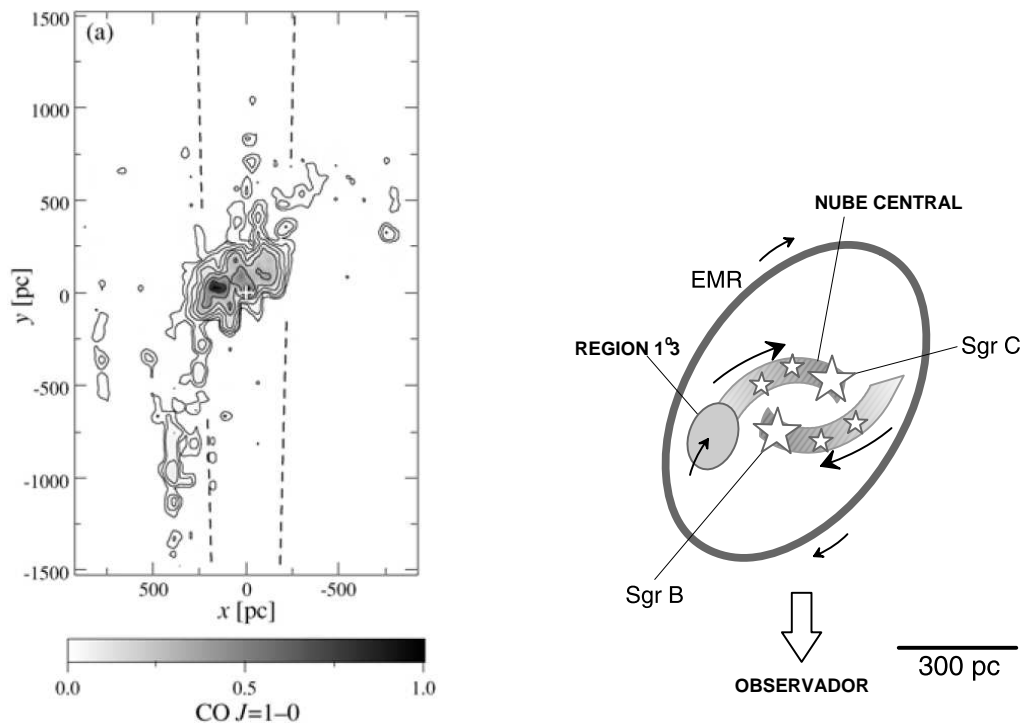 (a)
1500
1000
500
0
-500
-1000
-1500
y [pc]
500
0
-500
x [pc]
0.0
0.5
1.0
CO J=1–0
NUBE CENTRAL
EMR
REGION 1°3
Sgr C
Sgr B
OBSERVADOR
300 pc